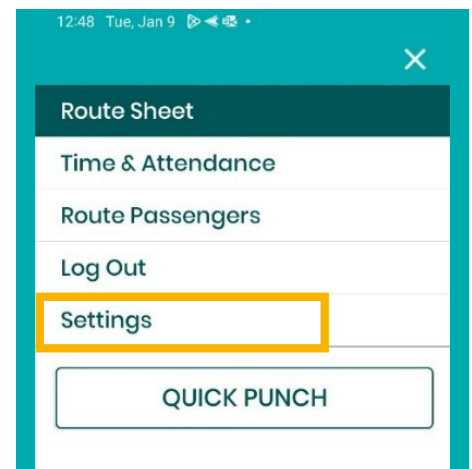 12:48 Tue, Jan 9
Route Sheet
Time & Attendance
Route Passengers
Log Out
Settings
QUICK PUNCH